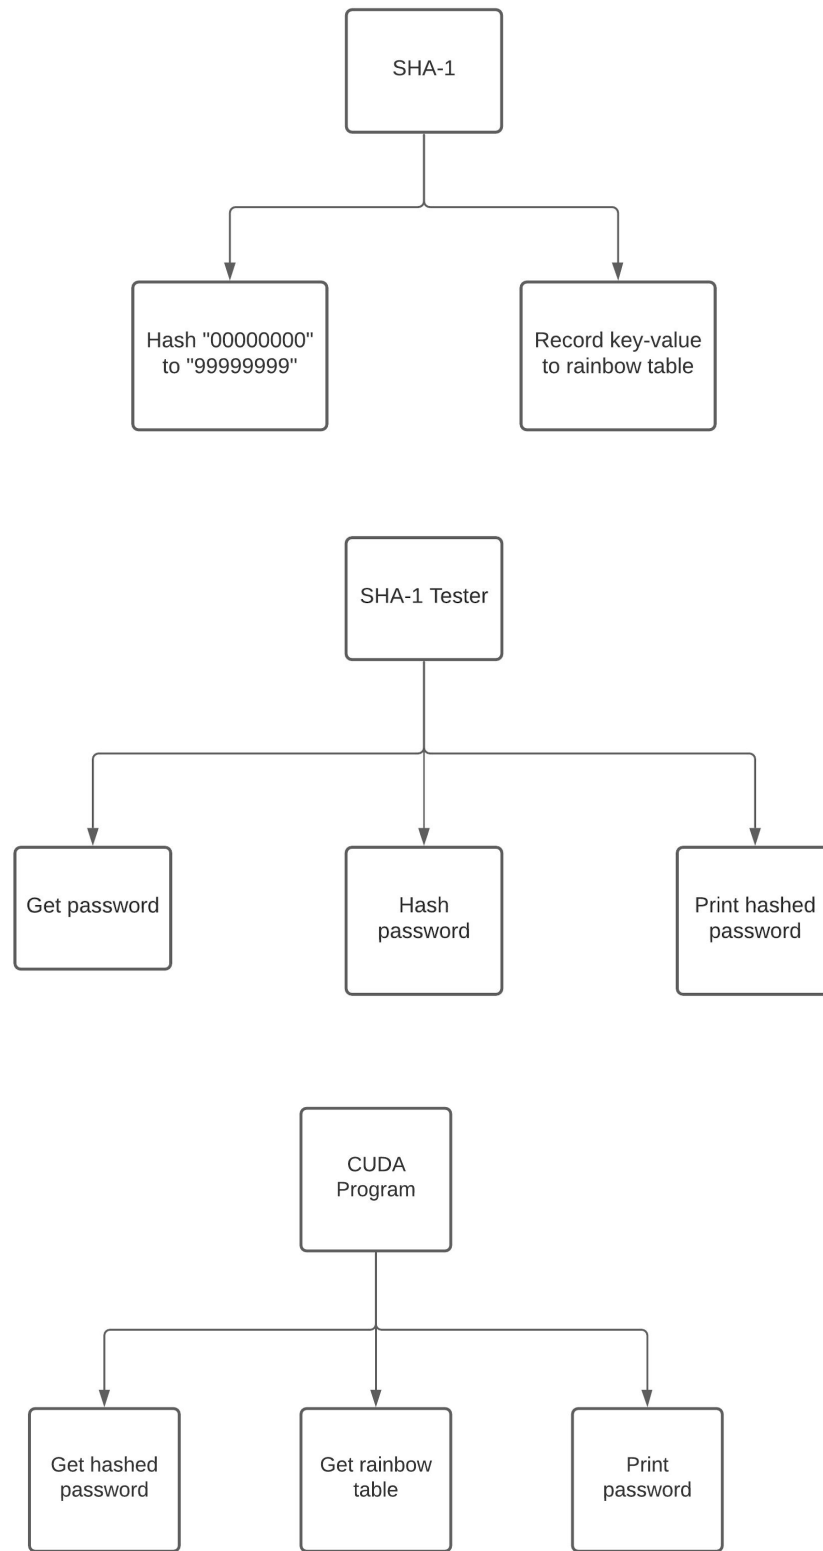 SHA-1
Hash "00000000"
to "99999999"
Record key-value
to rainbow table
SHA-1 Tester
Get password
Hash
password
Print hashed
password
CUDA
Program
Get hashed
password
Get rainbow
table
Print
password